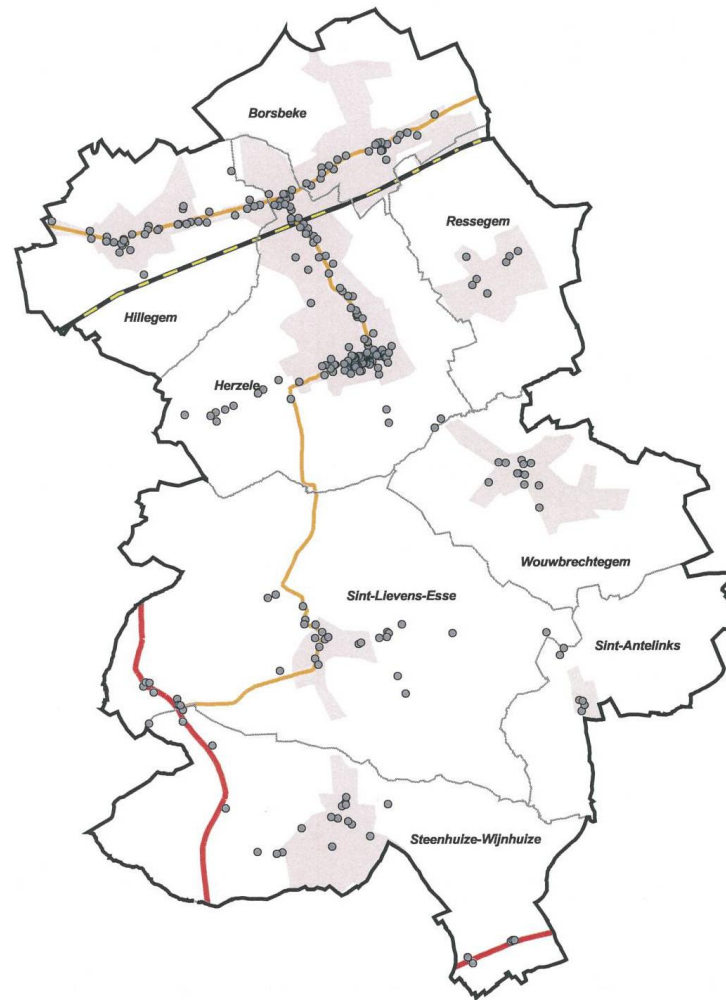 Borsbeke
Ressegem
Hillegem
Herzele
Wouwbrechtegem
Sint-Lievens-Esse
Sint-Antelinks
Steenhuize-Wijnhuize